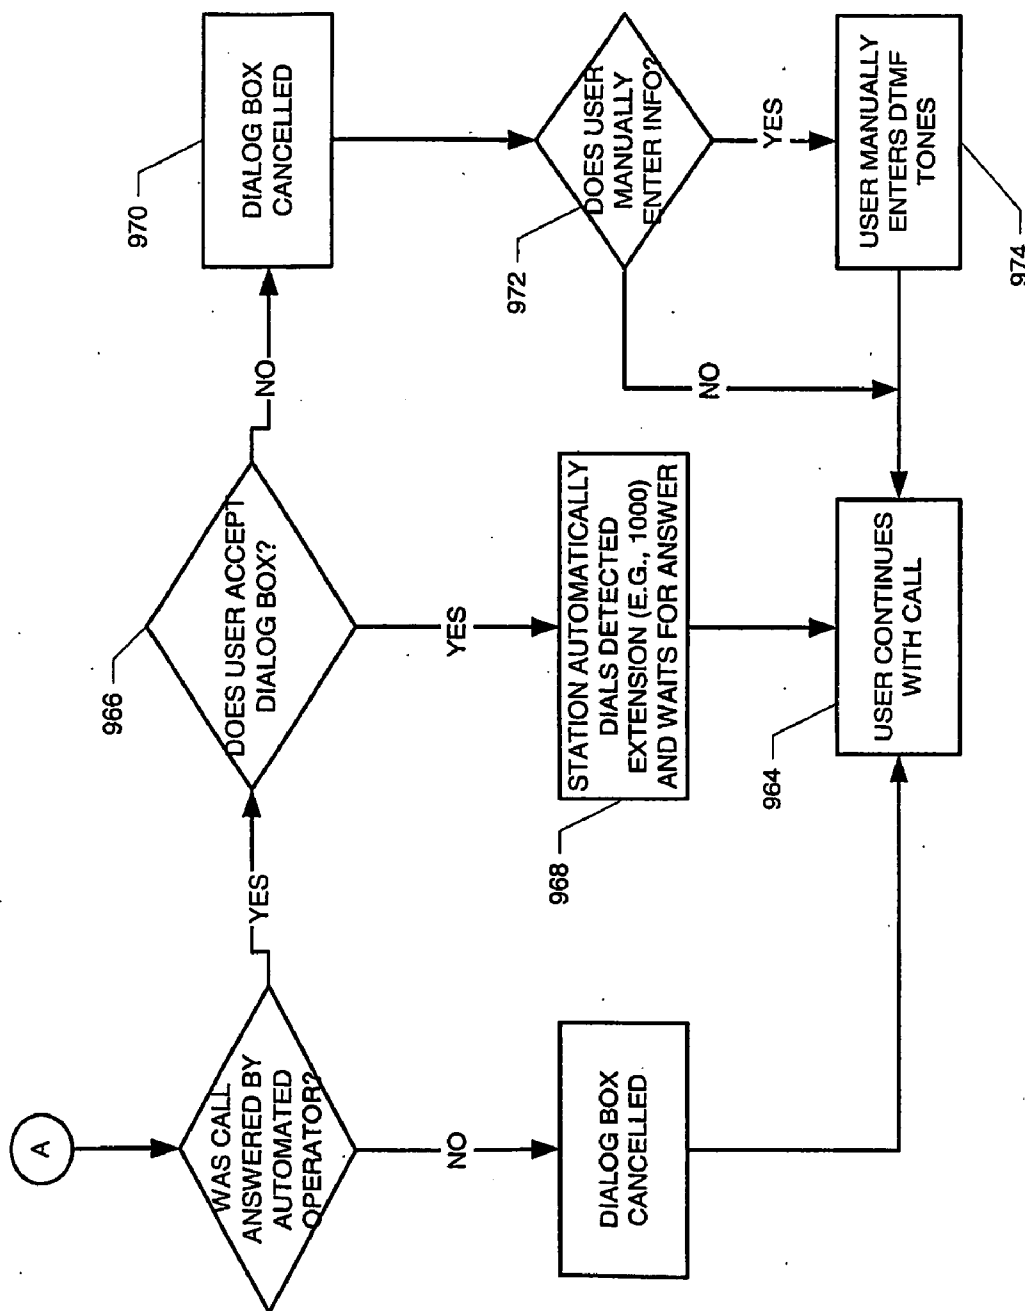 A
WAS CALL
ANSWERED BY
AUTOMATED
OPERATOR?
YES
NO
DIALOG BOX
CANCELLED
966
DOES USER ACCEPT
DIALOG BOX?
NO
YES
968
STATION AUTOMATICALLY
DIALS DETECTED
EXTENSION (E.G., 1000)
AND WAITS FOR ANSWER
964
USER CONTINUES
WITH CALL
970
DIALOG BOX
CANCELLED
972
DOES USER
MANUALLY
ENTER INFO?
NO
YES
USER MANUALLY
ENTERS DTMF
TONES
974